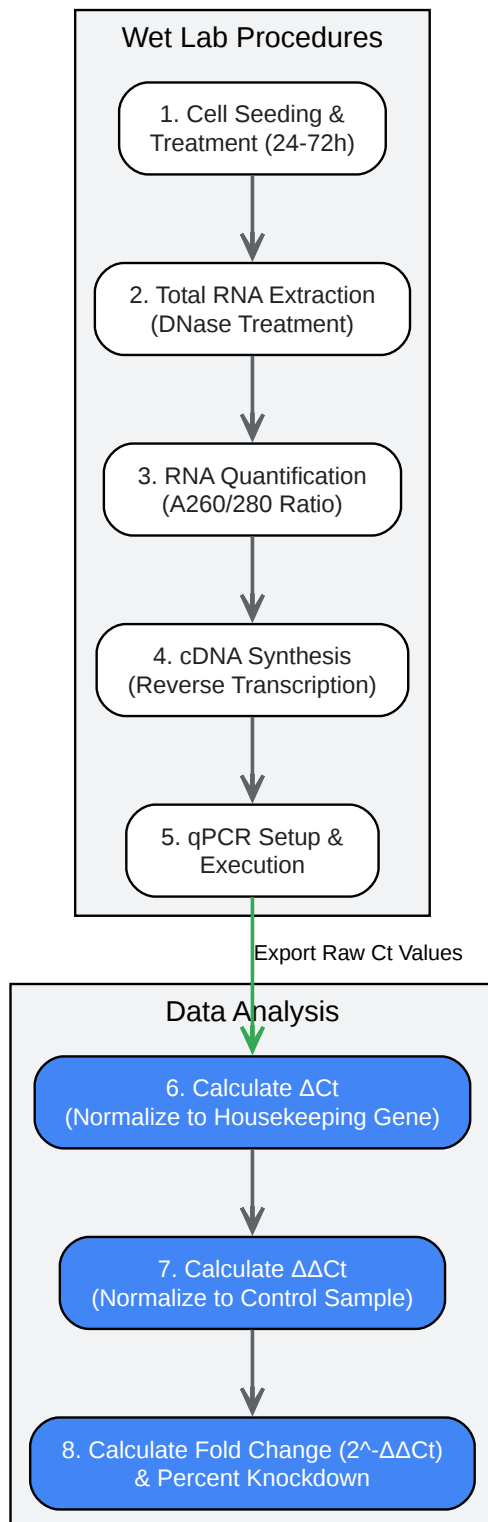 Wet Lab Procedures
1. Cell Seeding &
Treatment (24-72h)
2. Total RNA Extraction
(DNase Treatment)
3. RNA Quantification
(A260/280 Ratio)
4. cDNA Synthesis
(Reverse Transcription)
5. qPCR Setup &
Execution
Export Raw Ct Values
Data Analysis
6. Calculate ΔCt
(Normalize to Housekeeping Gene)
7. Calculate ΔΔCt
(Normalize to Control Sample)
8. Calculate Fold Change (2^-ΔΔCt)
& Percent Knockdown